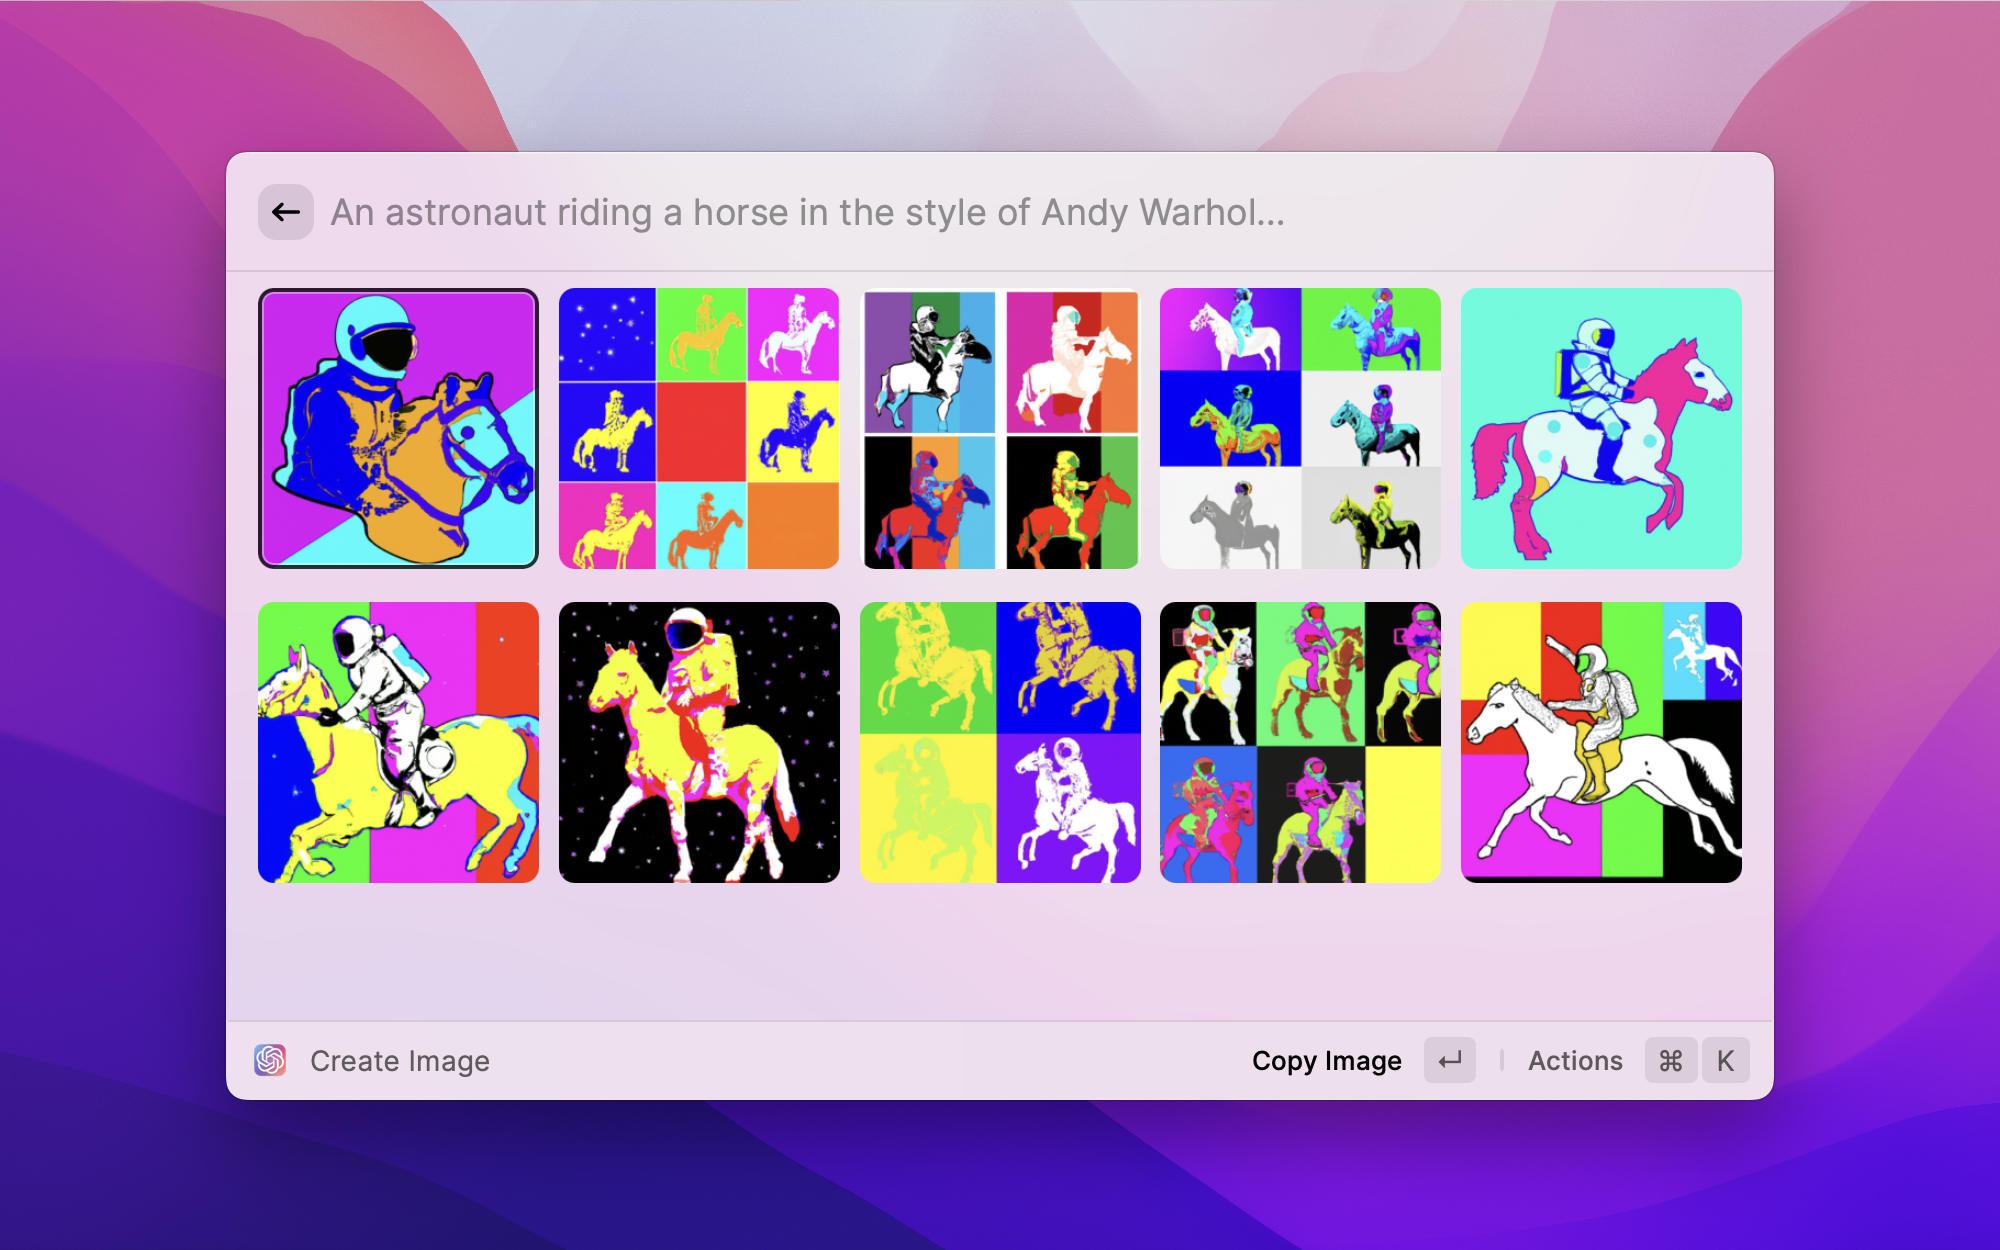 An astronaut riding a horse in the style of Andy Warhol...
Create Image
Copy Image
Actions
⌘ K